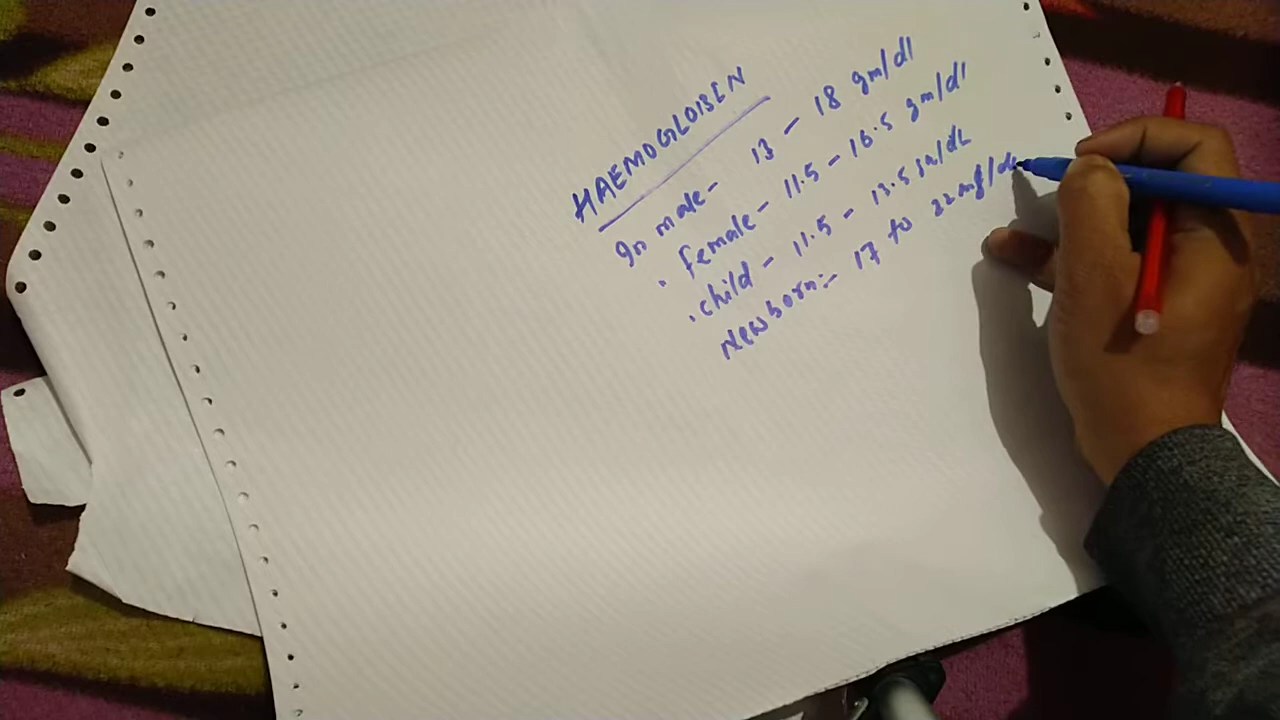 HAEMOGLOBIN
In male - 13 - 18 gm/dl
" female - 11.5 - 16.5 gm/dl
" child - 11.5 - 13.5 gm/dL
Newborn:- 17 to 22 mg/dl